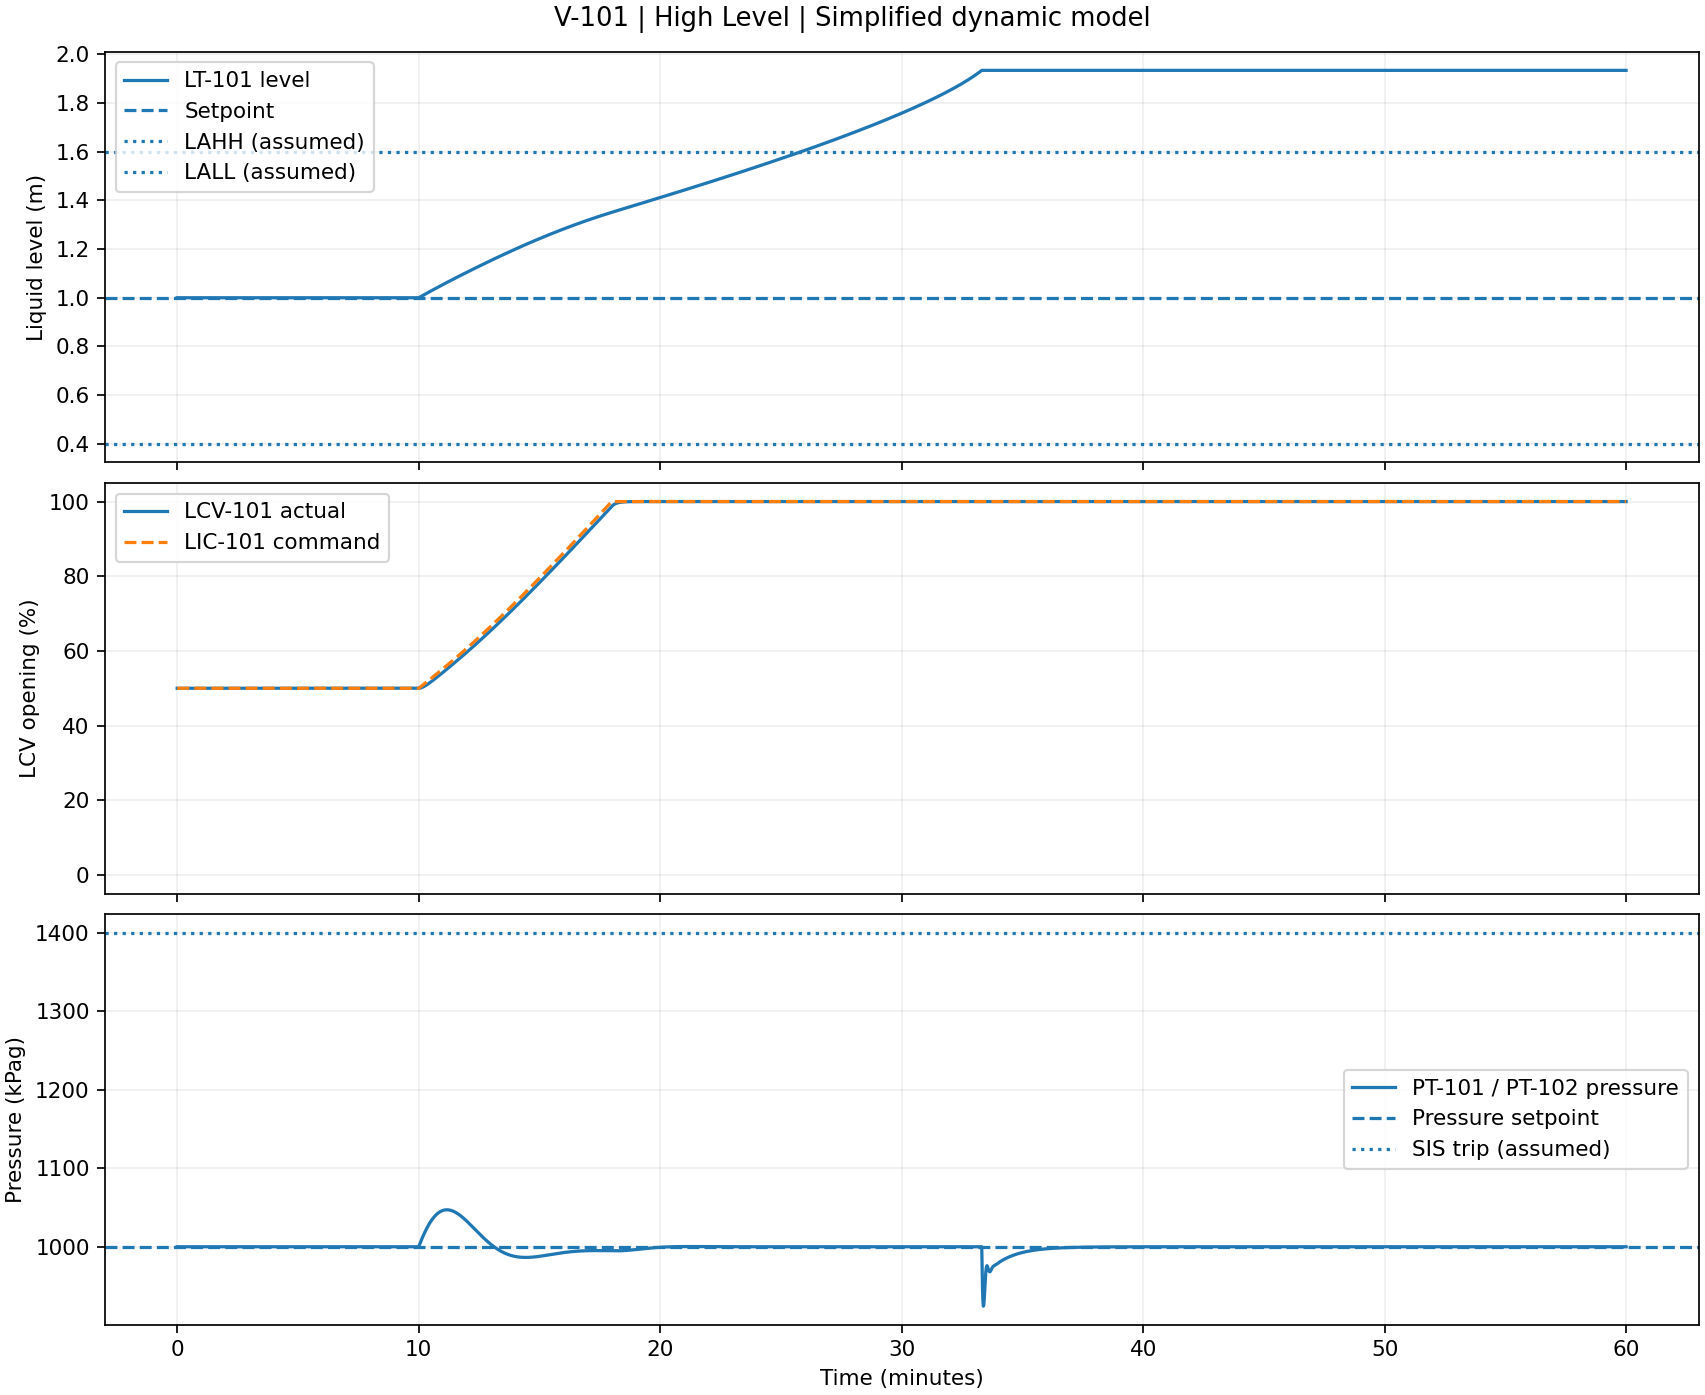 V-101 | High Level | Simplified dynamic model
2.0
1.8
1.6
1.4
1.2
1.0
0.8
0.6
0.4
Liquid level (m)
LT-101 level
Setpoint
LAHH (assumed)
LALL (assumed)
100
80
60
40
20
0
LCV opening (%)
LCV-101 actual
LIC-101 command
1400
1300
1200
1100
1000
Pressure (kPag)
PT-101 / PT-102 pressure
Pressure setpoint
SIS trip (assumed)
0 10 20 30 40 50 60
Time (minutes)